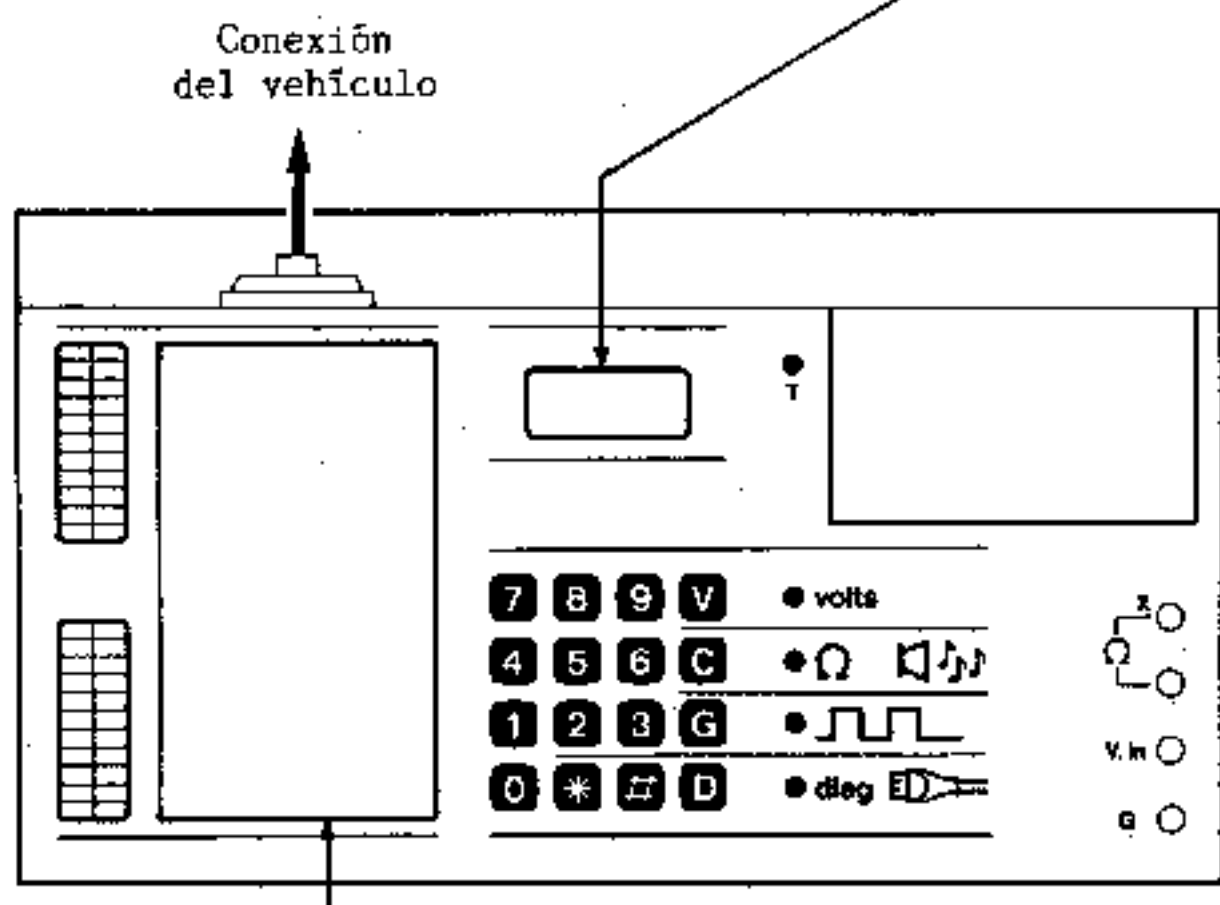 Conexión
del vehículo
T
7 8 9 V volts
4 5 6 C Ω
1 2 3 G
0 * # D diag
Ω
V. in
G